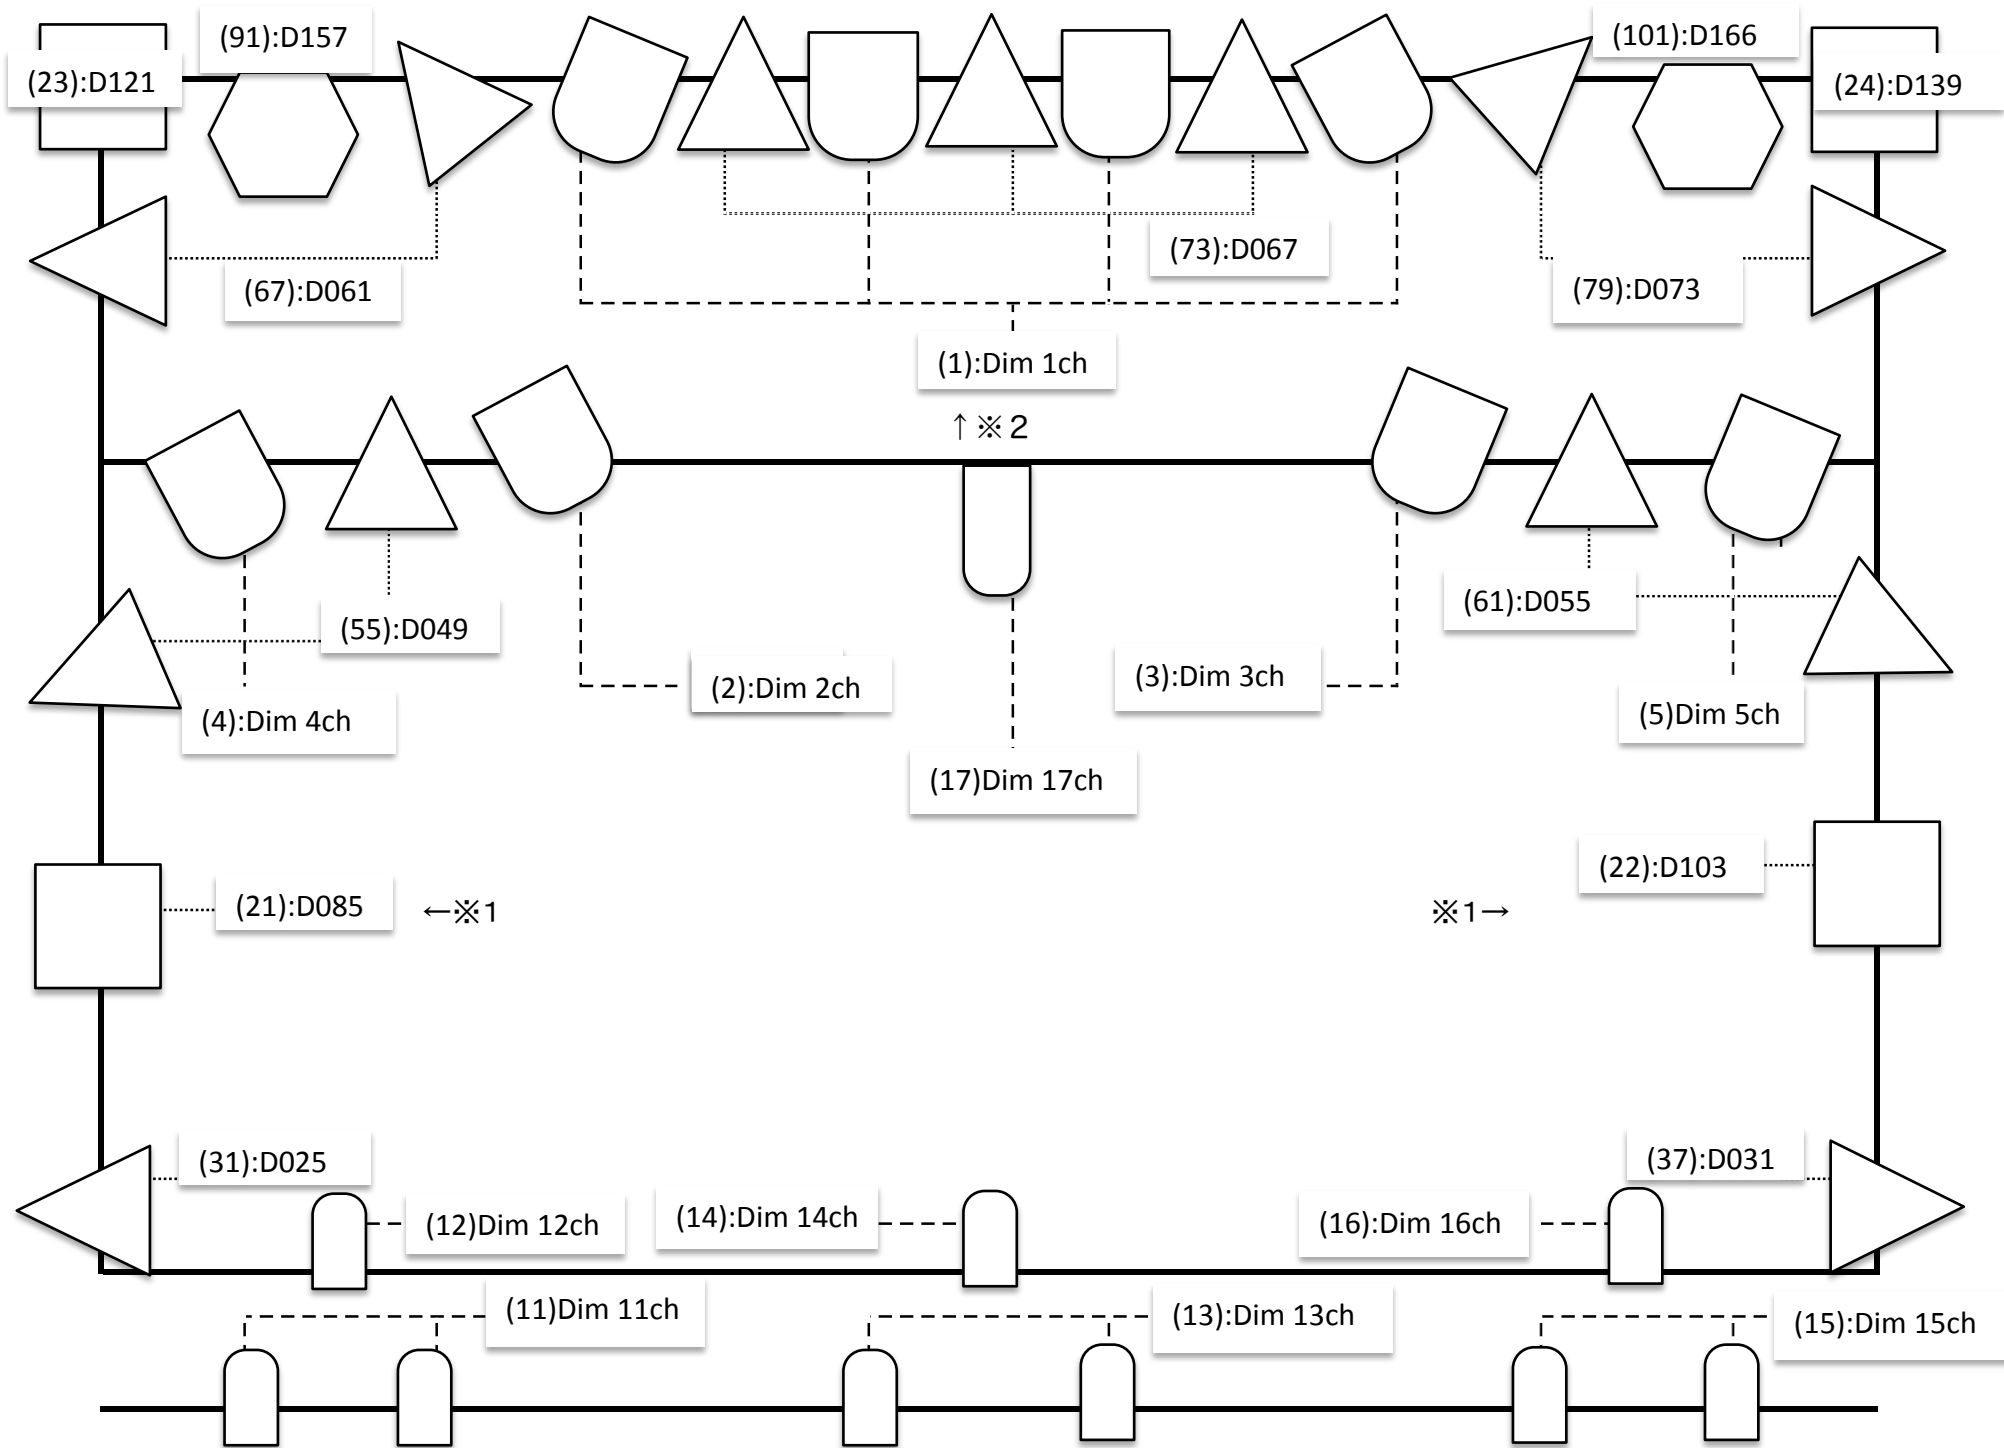 (91):D157
(101):D166
(23):D121
(24):D139
(73):D067
(67):D061
(79):D073
(1):Dim 1ch
↑※2
(61):D055
(55):D049
(2):Dim 2ch
(3):Dim 3ch
(4):Dim 4ch
(5)Dim 5ch
(17)Dim 17ch
(22):D103
(21):D085
←※1
※1→
(31):D025
(37):D031
(12)Dim 12ch
(14):Dim 14ch
(16):Dim 16ch
(11)Dim 11ch
(13):Dim 13ch
(15):Dim 15ch